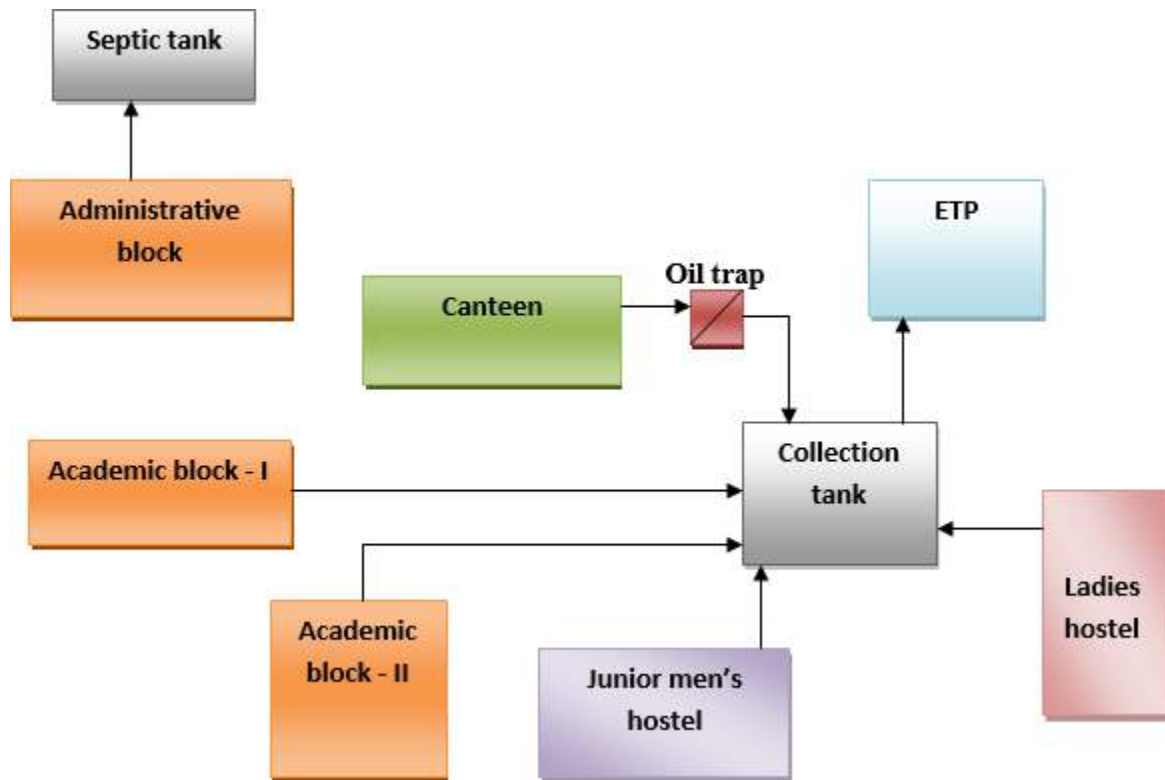 Septic tank
Administrative
block
ETP
Oil trap
Canteen
Collection
tank
Academic block - I
Ladies
hostel
Academic
block - II
Junior men’s
hostel